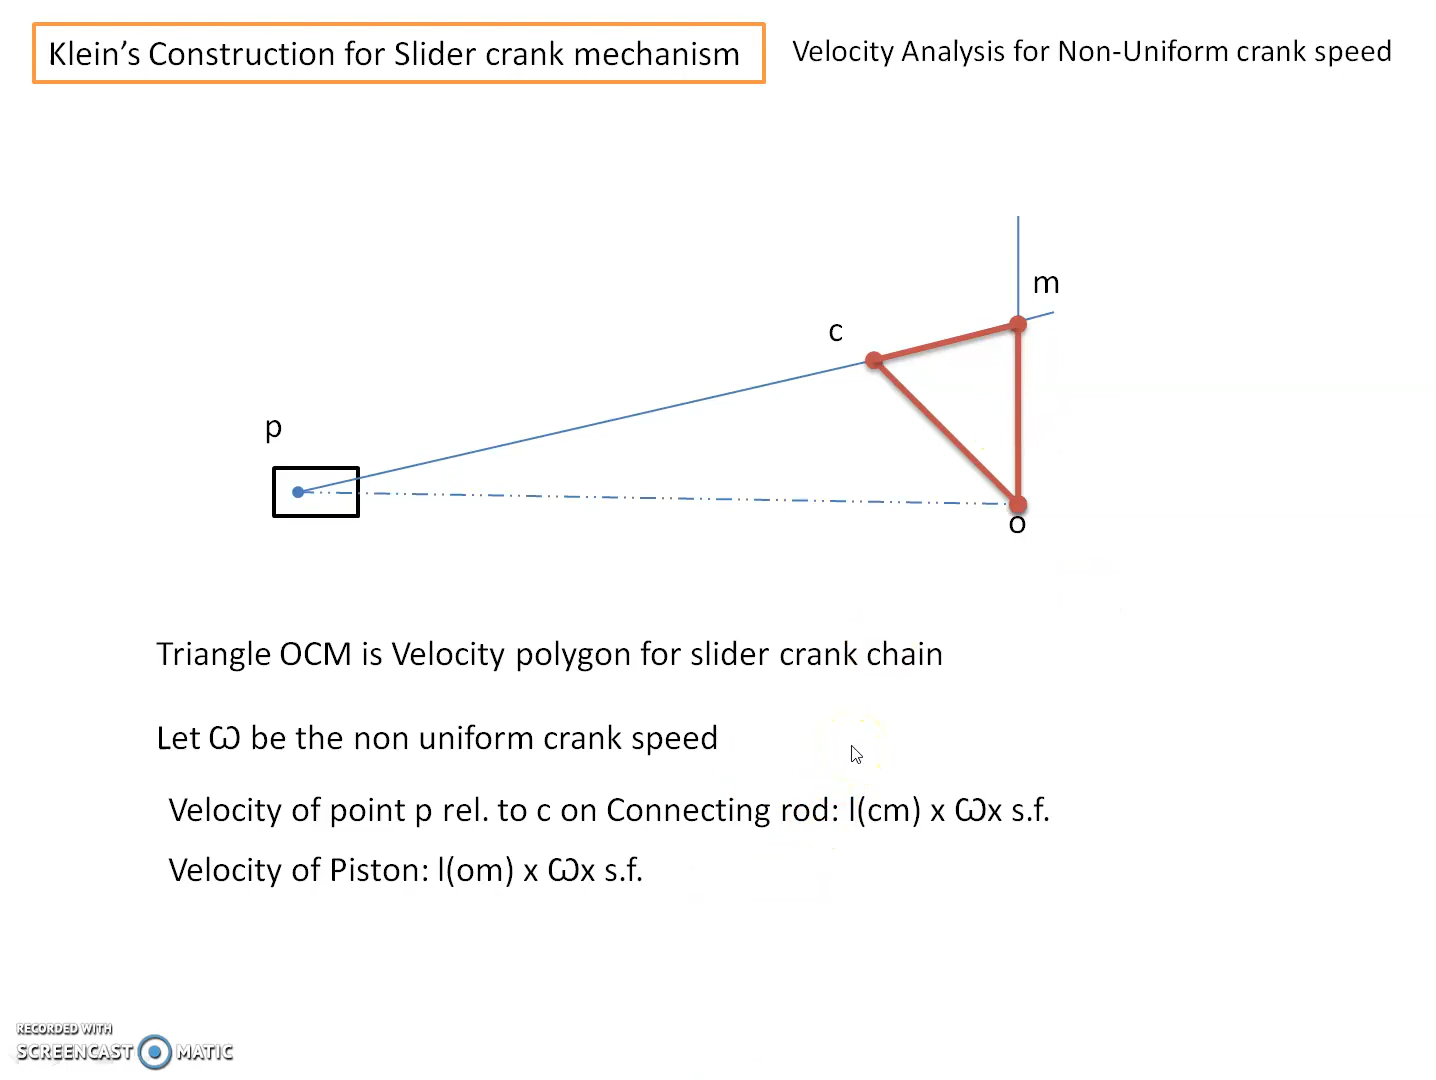 Klein’s Construction for Slider crank mechanism
Velocity Analysis for Non-Uniform crank speed
m
c
p
o
Triangle OCM is Velocity polygon for slider crank chain
Let Ѡ be the non uniform crank speed
Velocity of point p rel. to c on Connecting rod: l(cm) x Ѡx s.f.
Velocity of Piston: l(om) x Ѡx s.f.
RECORDED WITH
SCREENCAST MATIC